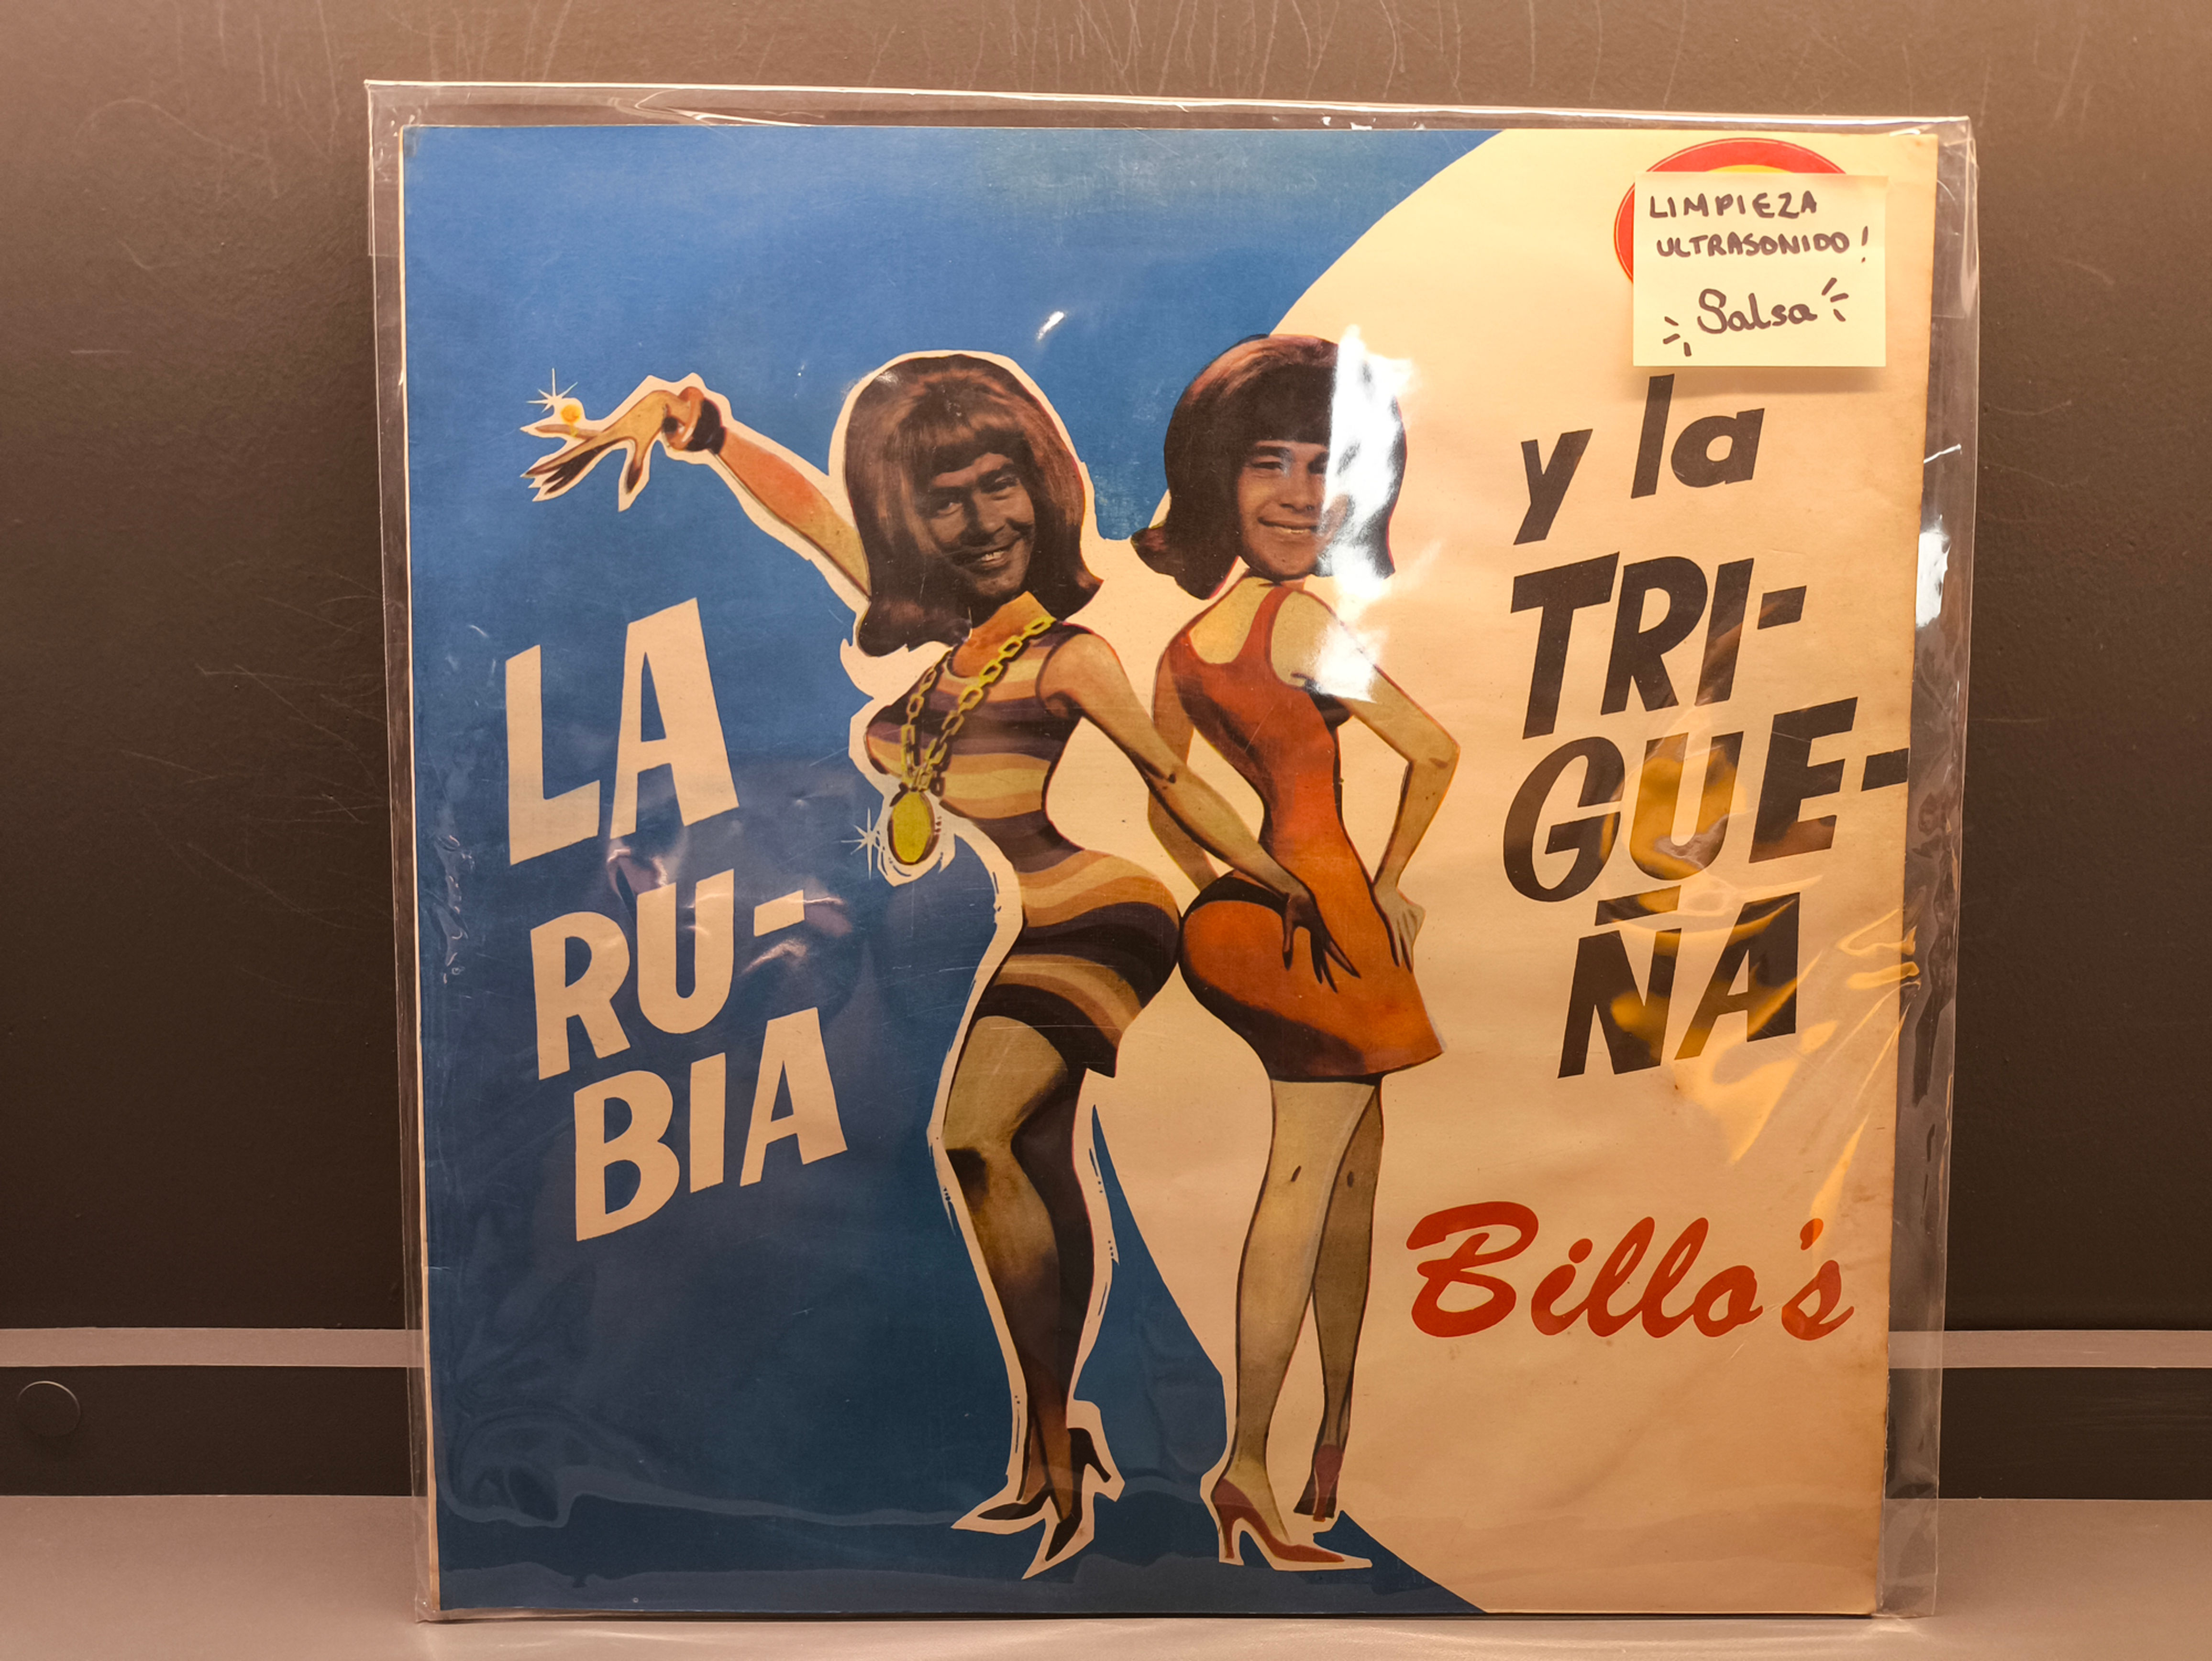 LIMPIEZA
ULTRASONIDO!
Salsa
LA
RU-
BIA
y la
TRI-
GUE-
ÑA
Billo's